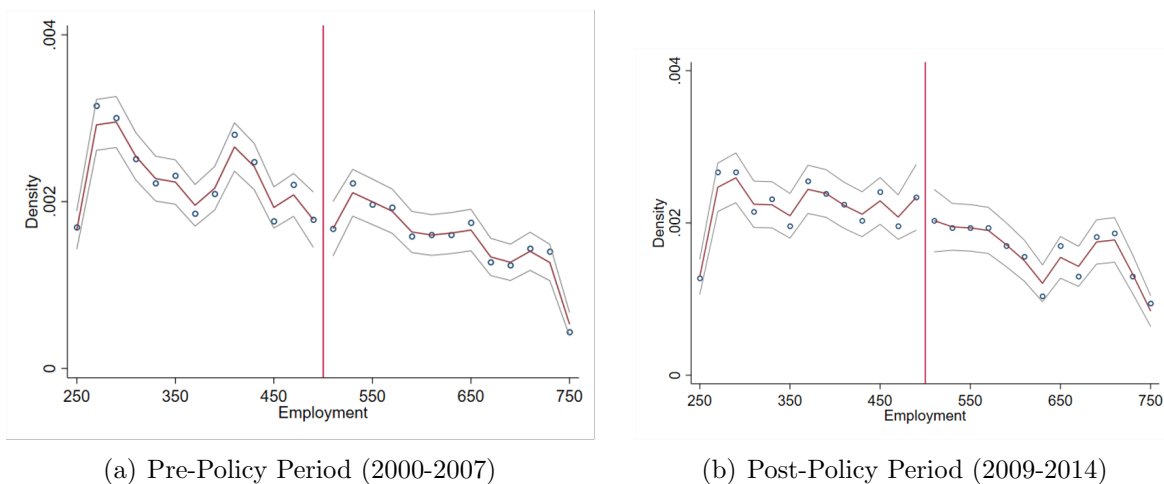 .004
.002
0
Density
250 350 450 550 650 750
Employment
(a) Pre-Policy Period (2000-2007)
.004
.002
0
Density
250 350 450 550 650 750
Employment
(b) Post-Policy Period (2009-2014)